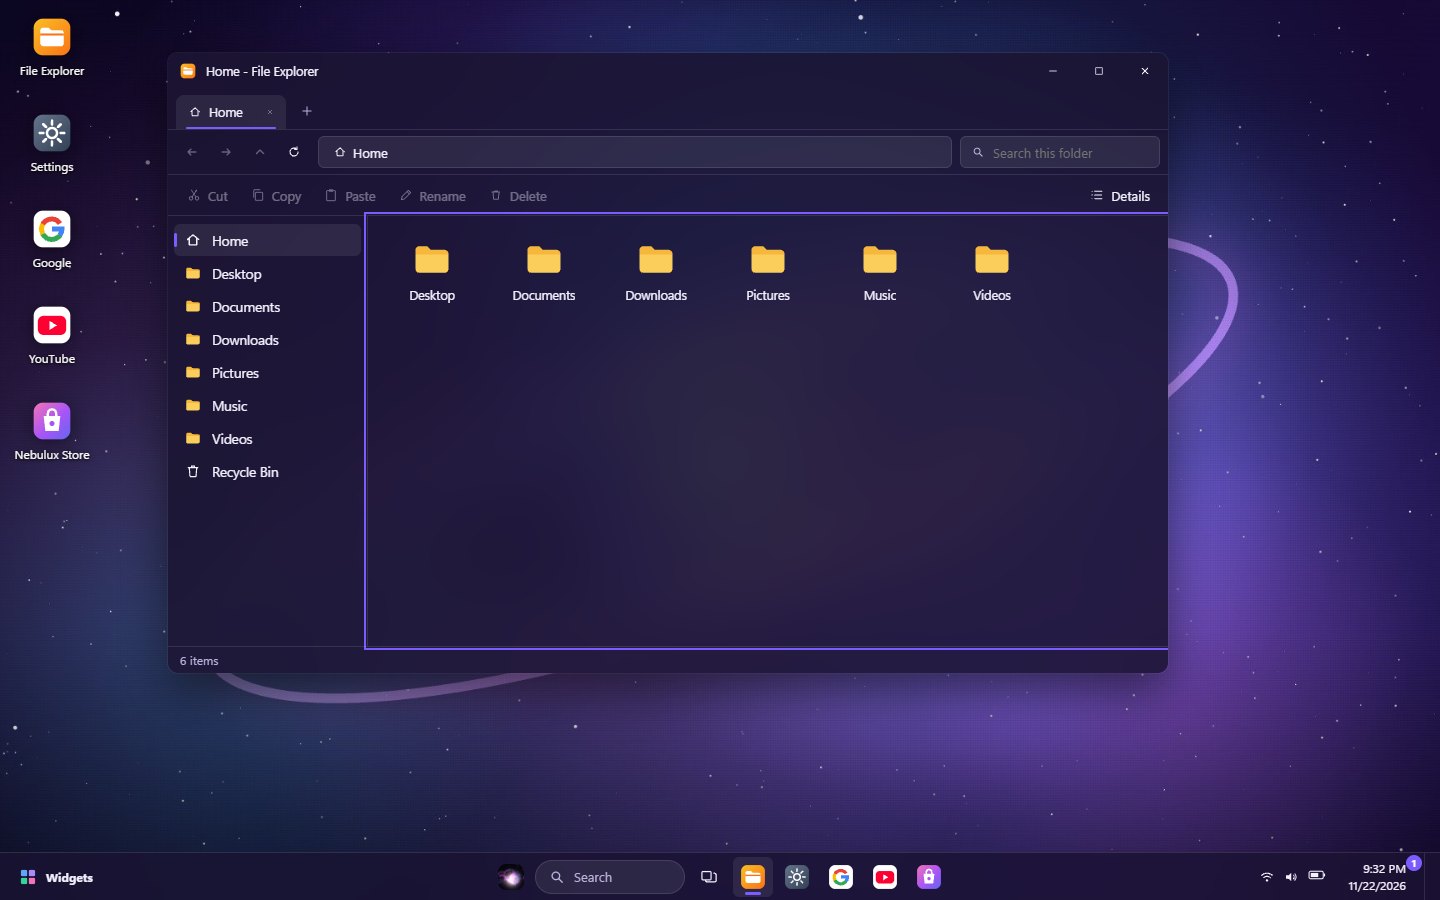 File Explorer
Settings
Google
YouTube
Nebulux Store
Home - File Explorer
Home
Home
Search this folder
Cut
Copy
Paste
Rename
Delete
Details
Home
Desktop
Documents
Downloads
Pictures
Music
Videos
Recycle Bin
Desktop
Documents
Downloads
Pictures
Music
Videos
6 items
Widgets
Search
9:32 PM
1
11/22/2026